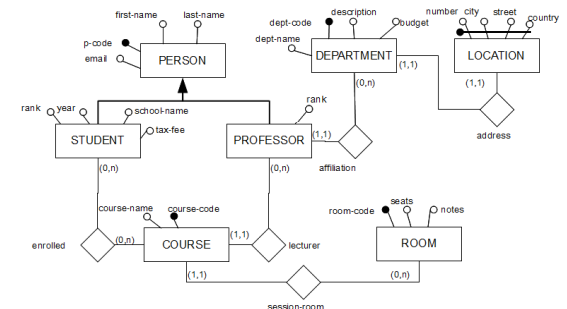 first-name last-name
p-code
email
PERSON
dept-code description
budget
dept-name
DEPARTMENT
(1,1)
(0,n)
number city street country
LOCATION
(1,1)
address
rank year school-name
tax-fee
STUDENT
(0,n)
rank
PROFESSOR
(1,1)
(0,n)
affiliation
course-name course-code
enrolled
(0,n)
COURSE
(1,1)
lecturer
(1,1)
room-code seats notes
ROOM
(0,n)
session-room